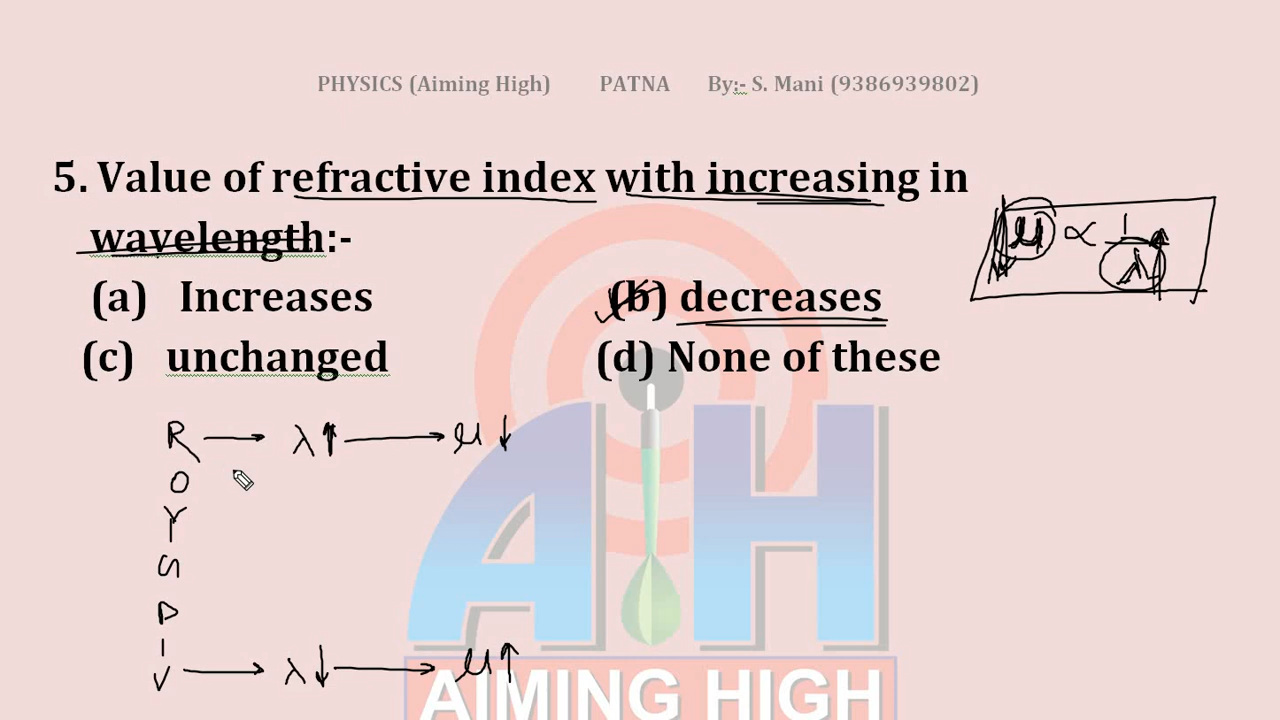 PHYSICS (Aiming High) PATNA By:- S. Mani (9386939802)
5. Value of refractive index with increasing in
wavelength:-
μ ∝ 1/λ
(a) Increases (b) decreases
(c) unchanged (d) None of these
R → λ↑ → μ↓
O
Y
G
B
I
V → λ↓ → μ↑
AH
AIMING HIGH